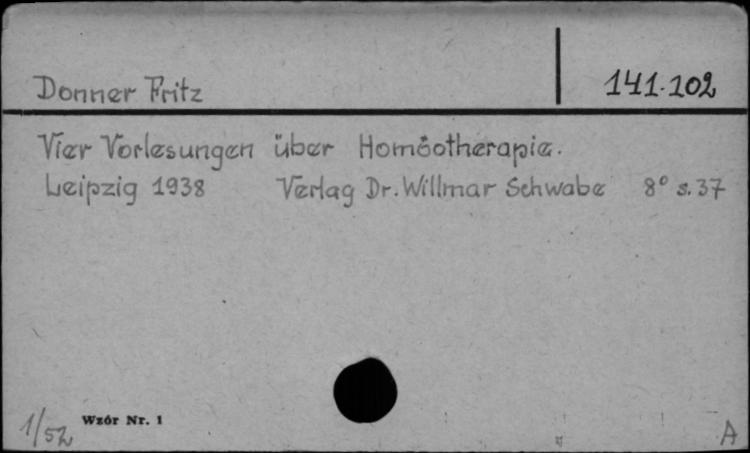 Donner Fritz 141.102
Vier Vorlesungen über Homöotherapie.
Leipzig 1938 Verlag Dr. Willmar Schwabe 8° s. 37
1/52 Wzór Nr. 1 A